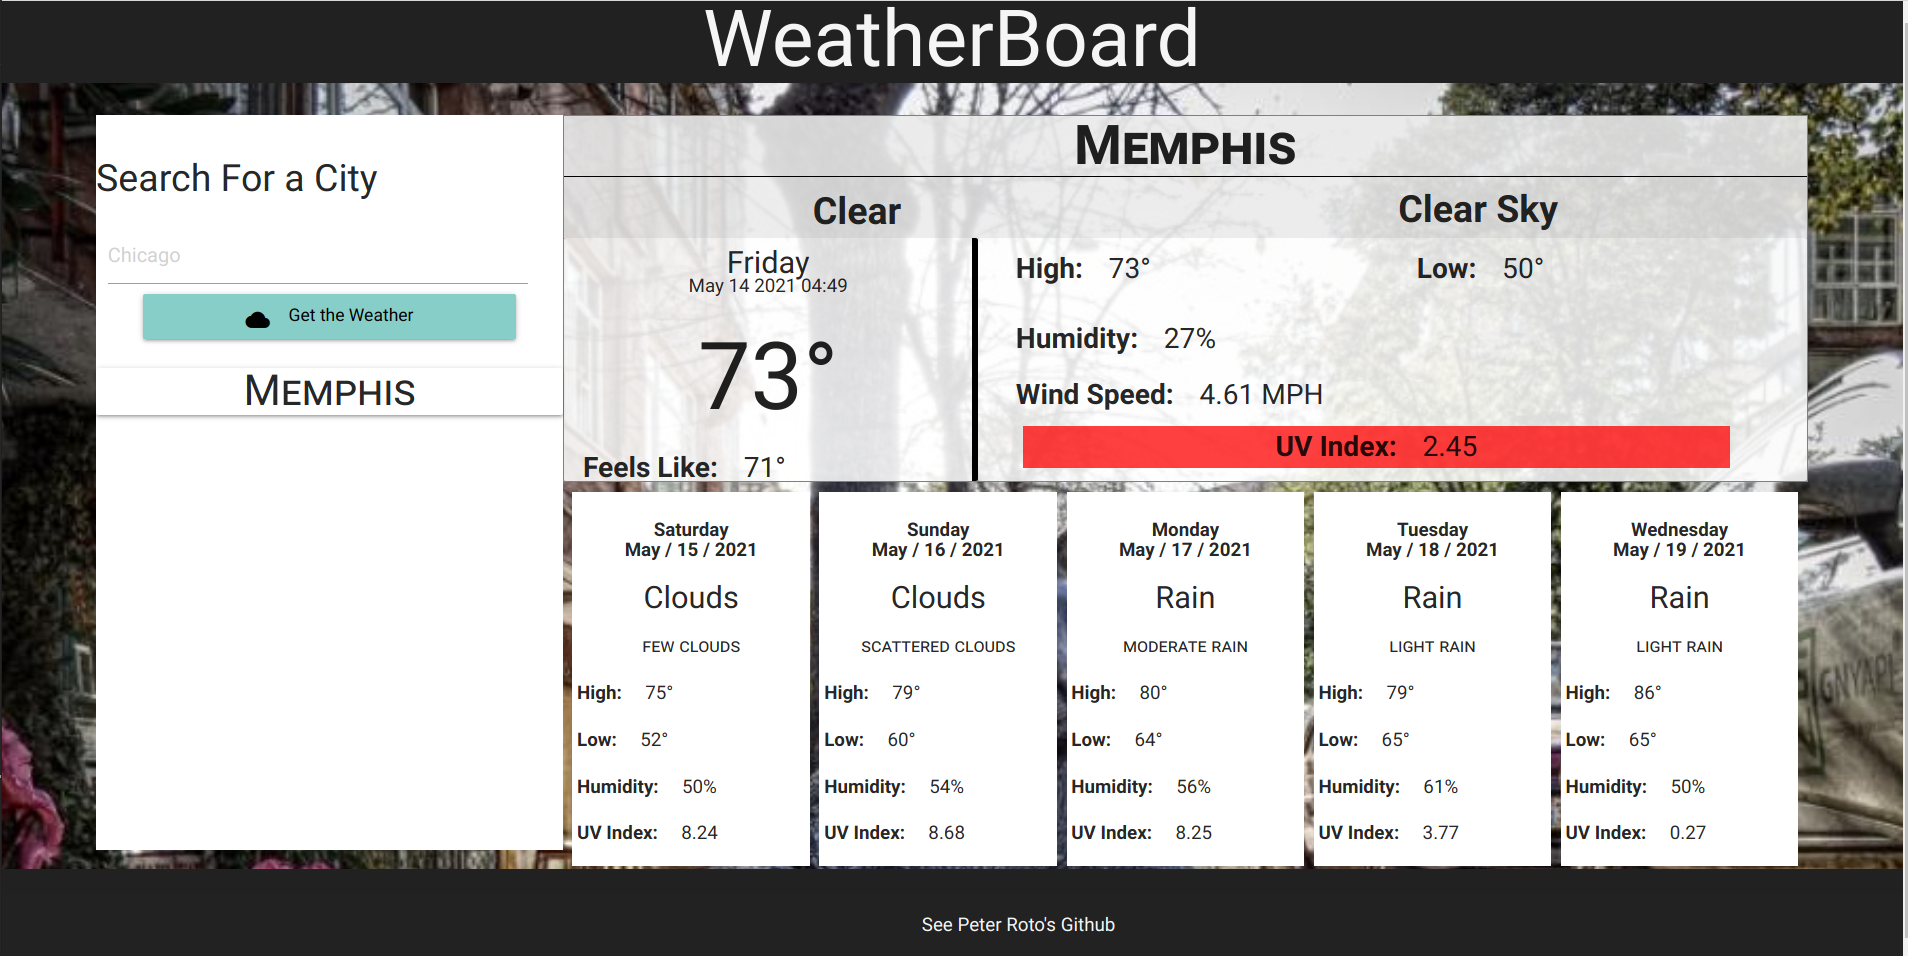 WeatherBoard
Search For a City
Chicago
Get the Weather
MEMPHIS
MEMPHIS
Clear
Clear Sky
Friday
May 14 2021 04:49
73°
Feels Like: 71°
High: 73° Low: 50°
Humidity: 27%
Wind Speed: 4.61 MPH
UV Index: 2.45
Saturday
May / 15 / 2021
Clouds
FEW CLOUDS
High: 75°
Low: 52°
Humidity: 50%
UV Index: 8.24
Sunday
May / 16 / 2021
Clouds
SCATTERED CLOUDS
High: 79°
Low: 60°
Humidity: 54%
UV Index: 8.68
Monday
May / 17 / 2021
Rain
MODERATE RAIN
High: 80°
Low: 64°
Humidity: 56%
UV Index: 8.25
Tuesday
May / 18 / 2021
Rain
LIGHT RAIN
High: 79°
Low: 65°
Humidity: 61%
UV Index: 3.77
Wednesday
May / 19 / 2021
Rain
LIGHT RAIN
High: 86°
Low: 65°
Humidity: 50%
UV Index: 0.27
See Peter Roto's Github